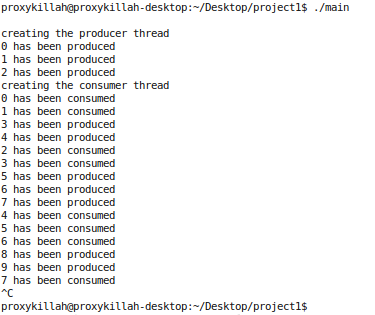 proxykillah@proxykillah-desktop:~/Desktop/project1$ ./main
creating the producer thread
0 has been produced
1 has been produced
2 has been produced
creating the consumer thread
0 has been consumed
1 has been consumed
3 has been produced
4 has been produced
2 has been consumed
3 has been consumed
5 has been produced
6 has been produced
7 has been produced
4 has been consumed
5 has been consumed
6 has been consumed
8 has been produced
9 has been produced
7 has been consumed
^C
proxykillah@proxykillah-desktop:~/Desktop/project1$